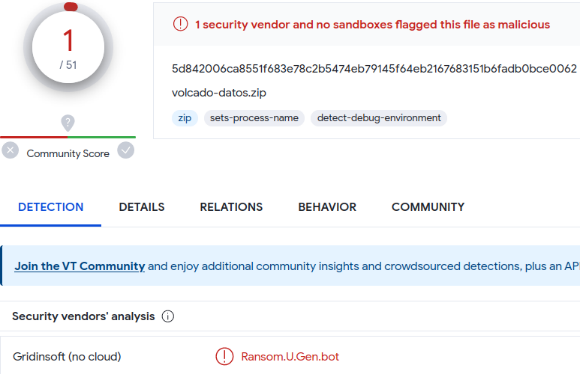 1
/ 51
?
Community Score
1 security vendor and no sandboxes flagged this file as malicious
5d842006ca8551f683e78c2b5474eb79145f64eb2167683151b6fadb0bce0062
volcado-datos.zip
zip sets-process-name detect-debug-environment
DETECTION DETAILS RELATIONS BEHAVIOR COMMUNITY
Join the VT Community and enjoy additional community insights and crowdsourced detections, plus an API
Security vendors' analysis
Gridinsoft (no cloud) Ransom.U.Gen.bot